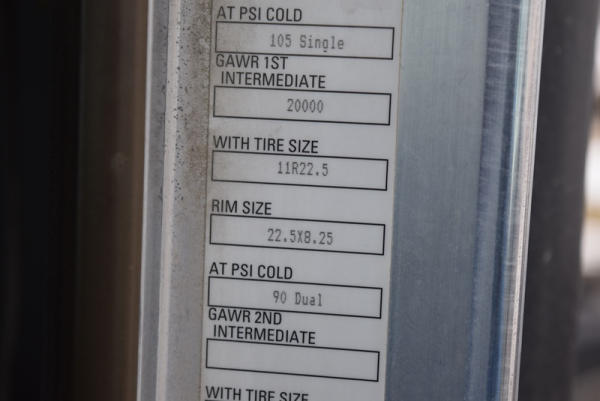 AT PSI COLD
105 Single
GAWR 1ST
INTERMEDIATE
20000
WITH TIRE SIZE
11R22.5
RIM SIZE
22.5X8.25
AT PSI COLD
90 Dual
GAWR 2ND
INTERMEDIATE
WITH TIRE SIZE